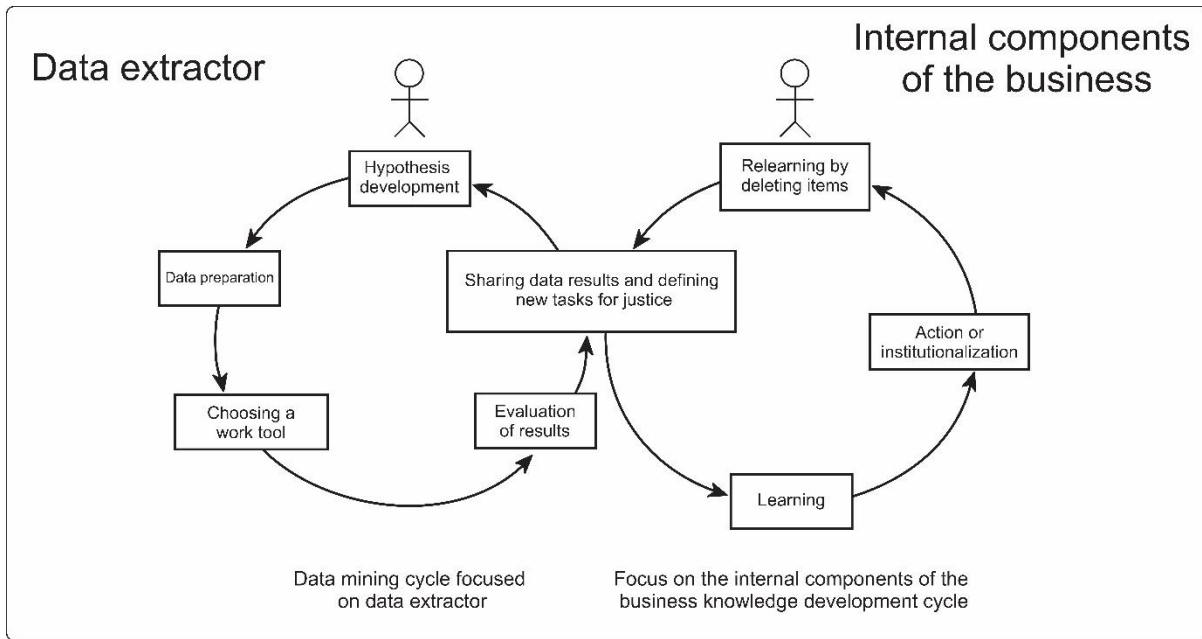 Data extractor
Internal components
of the business
Hypothesis
development
Relearning by
deleting items
Data preparation
Sharing data results and defining
new tasks for justice
Action or
institutionalization
Choosing a
work tool
Evaluation
of results
Learning
Data mining cycle focused
on data extractor
Focus on the internal components of the
business knowledge development cycle